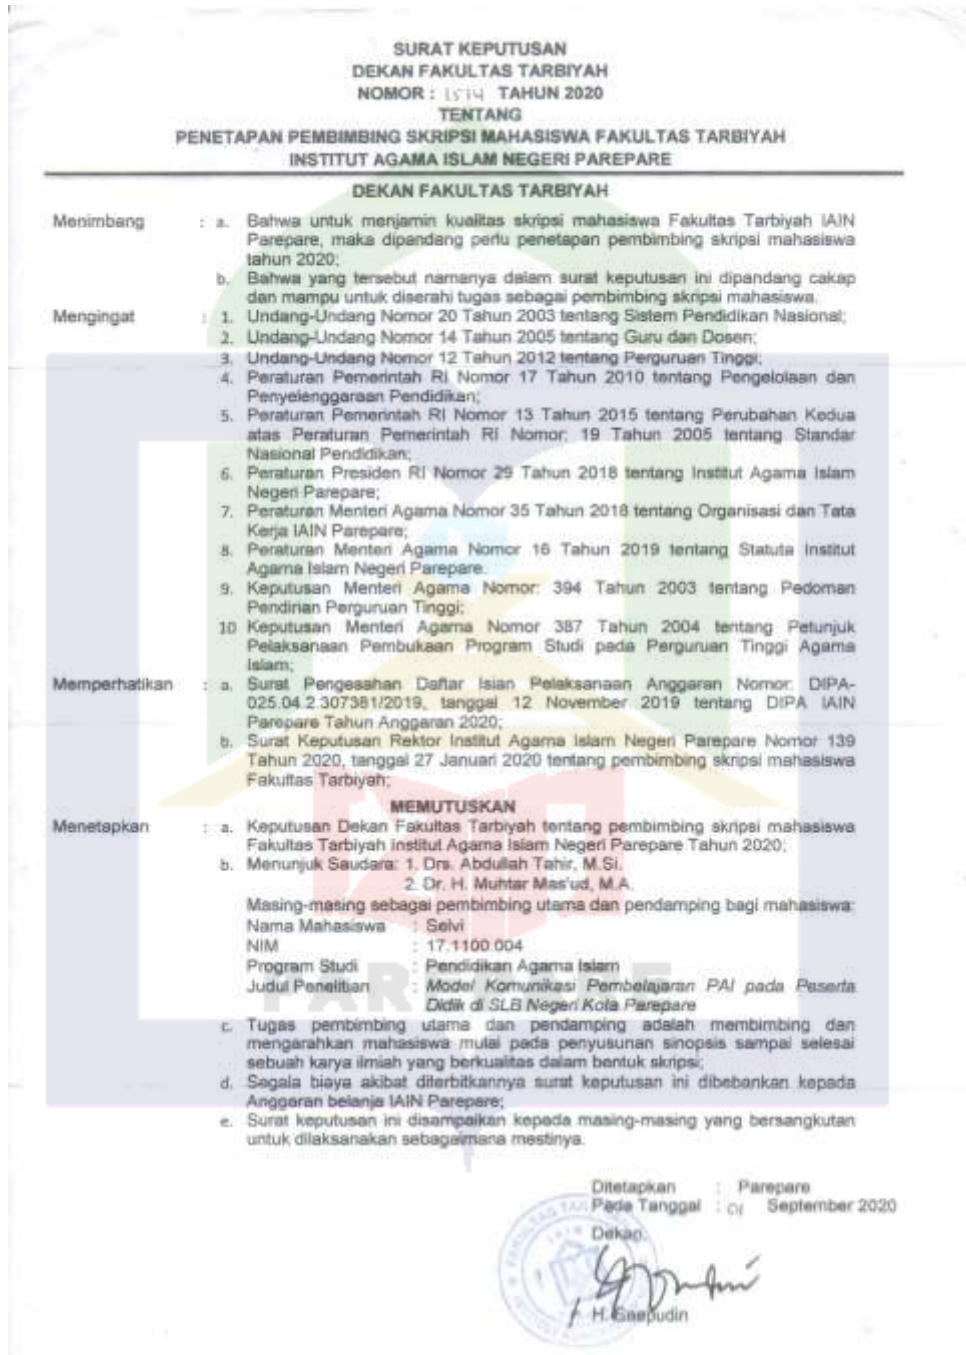 SURAT KEPUTUSAN
DEKAN FAKULTAS TARBIYAH
NOMOR : 1514 TAHUN 2020
TENTANG
PENETAPAN PEMBIMBING SKRIPSI MAHASISWA FAKULTAS TARBIYAH
INSTITUT AGAMA ISLAM NEGERI PAREPARE
DEKAN FAKULTAS TARBIYAH
Menimbang : a. Bahwa untuk menjamin kualitas skripsi mahasiswa Fakultas Tarbiyah IAIN
Parepare, maka dipandang perlu penetapan pembimbing skripsi mahasiswa
tahun 2020;
b. Bahwa yang tersebut namanya dalam surat keputusan ini dipandang cakap
dan mampu untuk diserahi tugas sebagai pembimbing skripsi mahasiswa.
Mengingat : 1. Undang-Undang Nomor 20 Tahun 2003 tentang Sistem Pendidikan Nasional;
2. Undang-Undang Nomor 14 Tahun 2005 tentang Guru dan Dosen;
3. Undang-Undang Nomor 12 Tahun 2012 tentang Perguruan Tinggi;
4. Peraturan Pemerintah RI Nomor 17 Tahun 2010 tentang Pengelolaan dan
Penyelenggaraan Pendidikan;
5. Peraturan Pemerintah RI Nomor 13 Tahun 2015 tentang Perubahan Kedua
atas Peraturan Pemerintah RI Nomor: 19 Tahun 2005 tentang Standar
Nasional Pendidikan;
6. Peraturan Presiden RI Nomor 29 Tahun 2018 tentang Institut Agama Islam
Negeri Parepare;
7. Peraturan Menteri Agama Nomor 35 Tahun 2018 tentang Organisasi dan Tata
Kerja IAIN Parepare;
8. Peraturan Menteri Agama Nomor 16 Tahun 2019 tentang Statuta Institut
Agama Islam Negeri Parepare.
9. Keputusan Menteri Agama Nomor: 394 Tahun 2003 tentang Pedoman
Pendirian Perguruan Tinggi;
10 Keputusan Menteri Agama Nomor 387 Tahun 2004 tentang Petunjuk
Pelaksanaan Pembukaan Program Studi pada Perguruan Tinggi Agama
Islam;
Memperhatikan : a. Surat Pengesahan Daftar Isian Pelaksanaan Anggaran Nomor: DIPA-
025.04.2.307381/2019, tanggal 12 November 2019 tentang DIPA IAIN
Parepare Tahun Anggaran 2020;
b. Surat Keputusan Rektor Institut Agama Islam Negeri Parepare Nomor 139
Tahun 2020, tanggal 27 Januari 2020 tentang pembimbing skripsi mahasiswa
Fakultas Tarbiyah;
MEMUTUSKAN
Menetapkan : a. Keputusan Dekan Fakultas Tarbiyah tentang pembimbing skripsi mahasiswa
Fakultas Tarbiyah Institut Agama Islam Negeri Parepare Tahun 2020;
b. Menunjuk Saudara: 1. Drs. Abdullah Tahir, M.Si.
2. Dr. H. Muhtar Mas'ud, M.A.
Masing-masing sebagai pembimbing utama dan pendamping bagi mahasiswa:
Nama Mahasiswa : Selvi
NIM : 17.1100.004
Program Studi : Pendidikan Agama Islam
Judul Penelitian : Model Komunikasi Pembelajaran PAI pada Peserta
Didik di SLB Negeri Kota Parepare
c. Tugas pembimbing utama dan pendamping adalah membimbing dan
mengarahkan mahasiswa mulai pada penyusunan sinopsis sampai selesai
sebuah karya ilmiah yang berkualitas dalam bentuk skripsi;
d. Segala biaya akibat diterbitkannya surat keputusan ini dibebankan kepada
Anggaran belanja IAIN Parepare;
e. Surat keputusan ini disampaikan kepada masing-masing yang bersangkutan
untuk dilaksanakan sebagaimana mestinya.
Ditetapkan : Parepare
Pada Tanggal : 01 September 2020
Dekan,
H. Saepudin